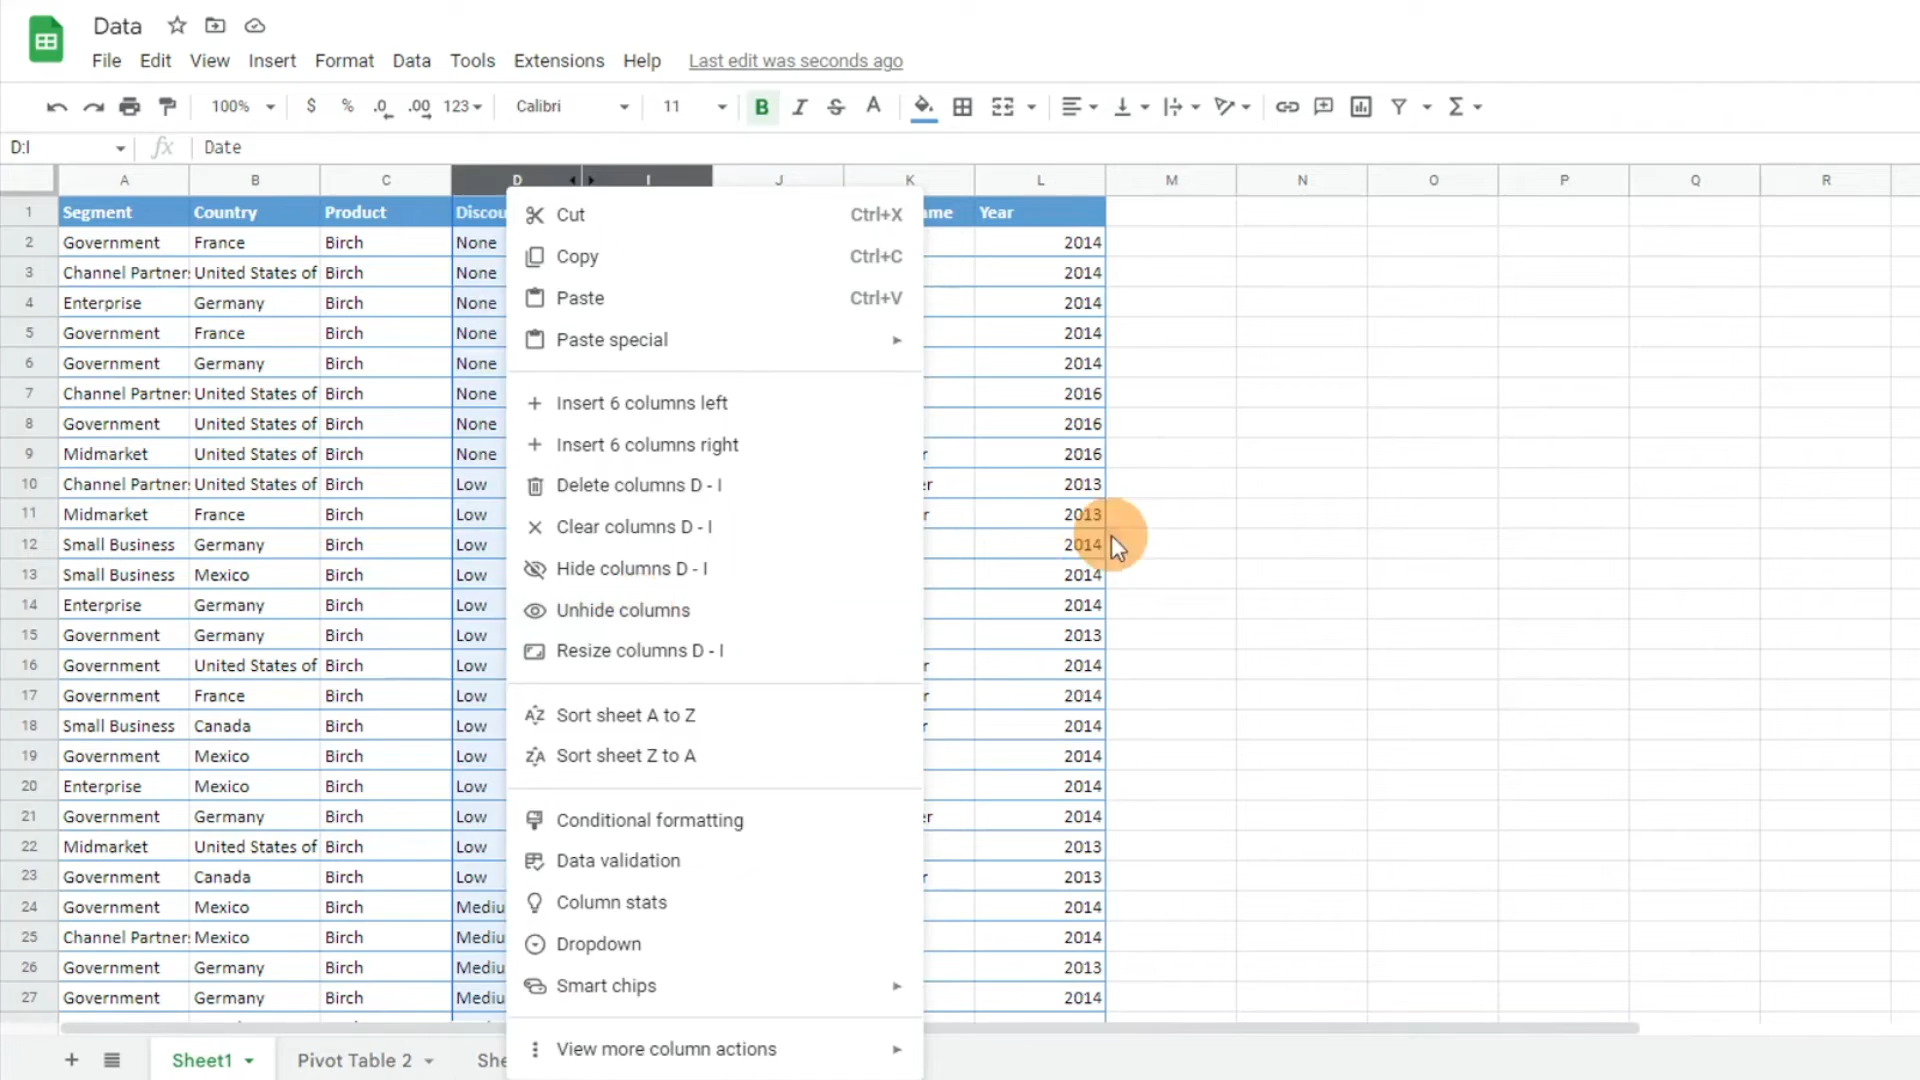 Data
File Edit View Insert Format Data Tools Extensions Help Last edit was seconds ago
100% $ % .0 .00 123 Calibri 11 B I S A Σ
D:I fx Date
A B C D I J K L M N O P Q R
1 Segment Country Product Discou me Year
2 Government France Birch None 2014
3 Channel Partner: United States of Birch None 2014
4 Enterprise Germany Birch None 2014
5 Government France Birch None 2014
6 Government Germany Birch None 2014
7 Channel Partner: United States of Birch None 2016
8 Government United States of Birch None 2016
9 Midmarket United States of Birch None r 2016
10 Channel Partner: United States of Birch Low er 2013
11 Midmarket France Birch Low r 2013
12 Small Business Germany Birch Low 2014
13 Small Business Mexico Birch Low 2014
14 Enterprise Germany Birch Low 2014
15 Government Germany Birch Low 2013
16 Government United States of Birch Low r 2014
17 Government France Birch Low r 2014
18 Small Business Canada Birch Low r 2014
19 Government Mexico Birch Low 2014
20 Enterprise Mexico Birch Low 2014
21 Government Germany Birch Low er 2014
22 Midmarket United States of Birch Low 2013
23 Government Canada Birch Low r 2013
24 Government Mexico Birch Mediu 2014
25 Channel Partner: Mexico Birch Mediu 2014
26 Government Germany Birch Mediu 2013
27 Government Germany Birch Mediu 2014
Cut Ctrl+X
Copy Ctrl+C
Paste Ctrl+V
Paste special
Insert 6 columns left
Insert 6 columns right
Delete columns D - I
Clear columns D - I
Hide columns D - I
Unhide columns
Resize columns D - I
Sort sheet A to Z
Sort sheet Z to A
Conditional formatting
Data validation
Column stats
Dropdown
Smart chips
View more column actions
Sheet1 Pivot Table 2 She